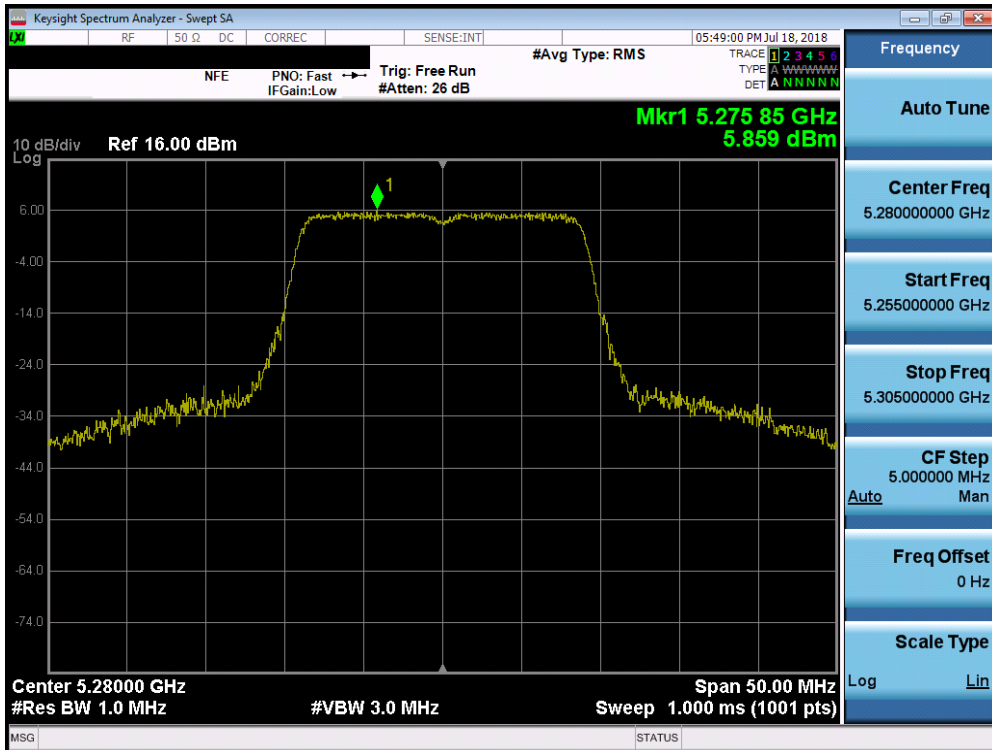 Keysight Spectrum Analyzer - Swept SA
LXI RF 50 Ω DC CORREC SENSE:INT 05:49:00 PM Jul 18, 2018
NFE PNO: Fast Trig: Free Run #Avg Type: RMS TRACE 1 2 3 4 5 6
IFGain:Low #Atten: 26 dB TYPE A WWWWW
DET A N N N N N
Mkr1 5.275 85 GHz
5.859 dBm
10 dB/div Ref 16.00 dBm
Log
1
6.00
-4.00
-14.0
-24.0
-34.0
-44.0
-54.0
-64.0
-74.0
Center 5.28000 GHz Span 50.00 MHz
#Res BW 1.0 MHz #VBW 3.0 MHz Sweep 1.000 ms (1001 pts)
MSG STATUS
Frequency
Auto Tune
Center Freq
5.280000000 GHz
Start Freq
5.255000000 GHz
Stop Freq
5.305000000 GHz
CF Step
5.000000 MHz
Auto Man
Freq Offset
0 Hz
Scale Type
Log Lin